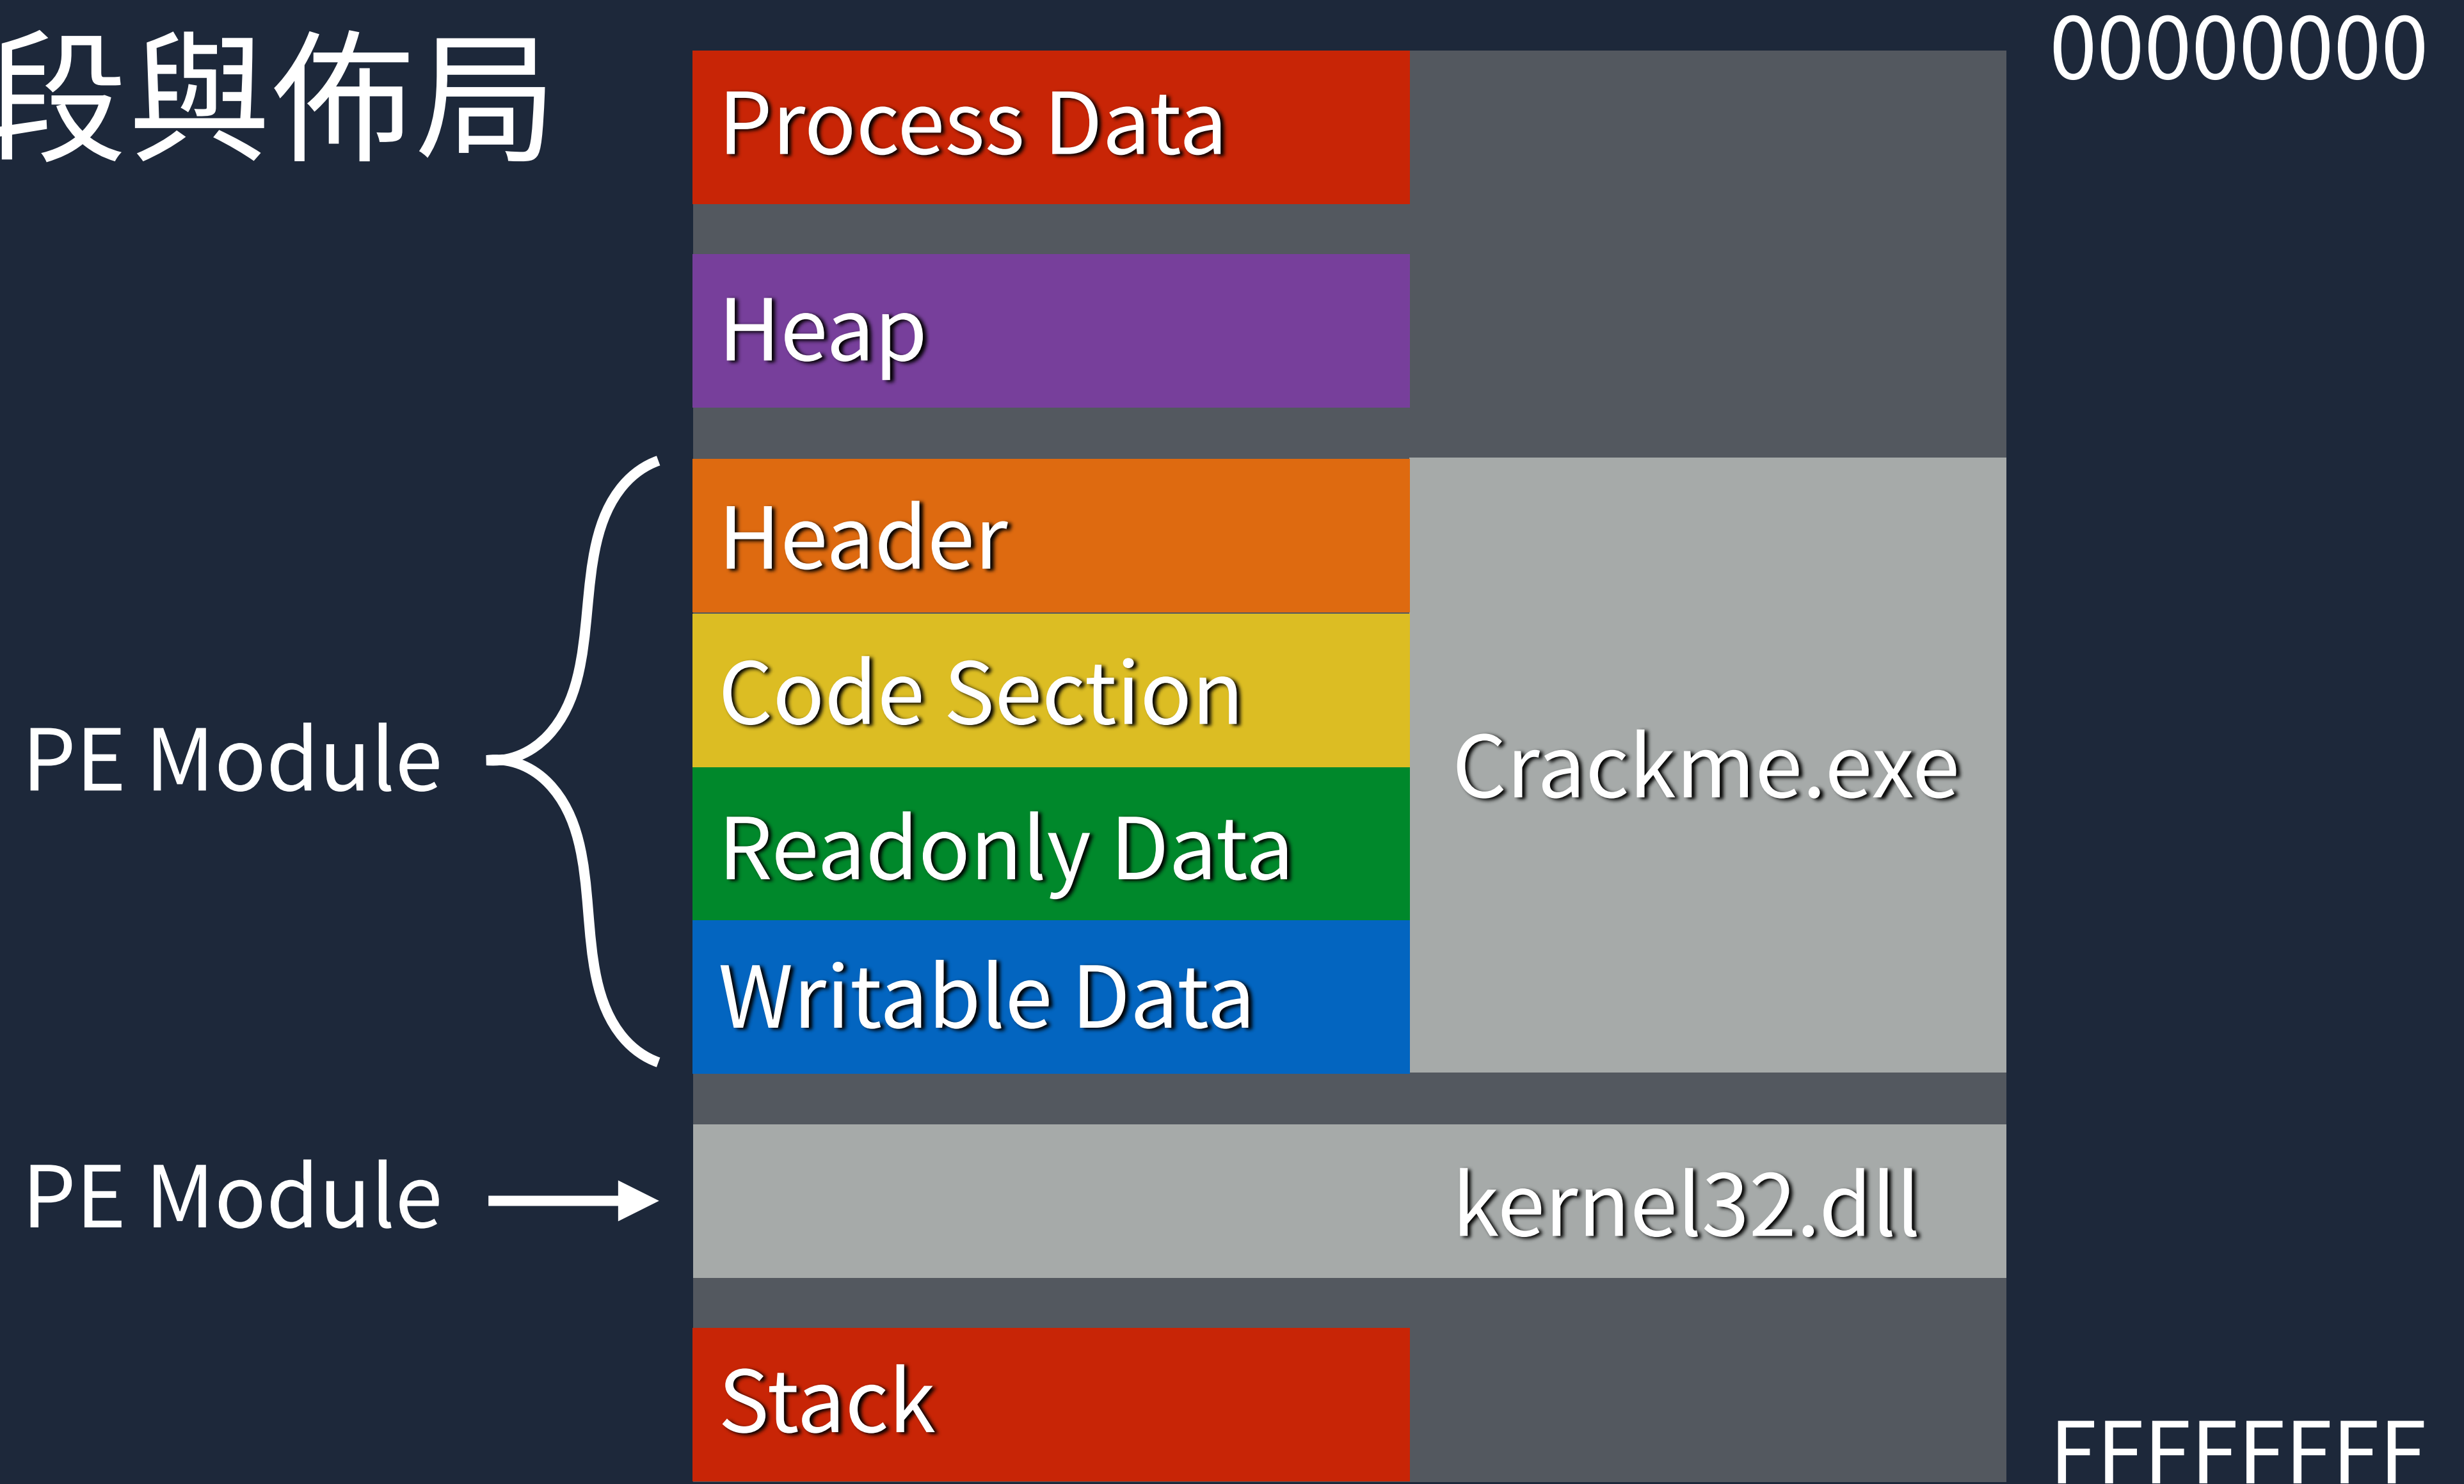 段與佈局
00000000
Process Data
Heap
Header
Code Section
PE Module
Crackme.exe
Readonly Data
Writable Data
PE Module
kernel32.dll
Stack
FFFFFFFF